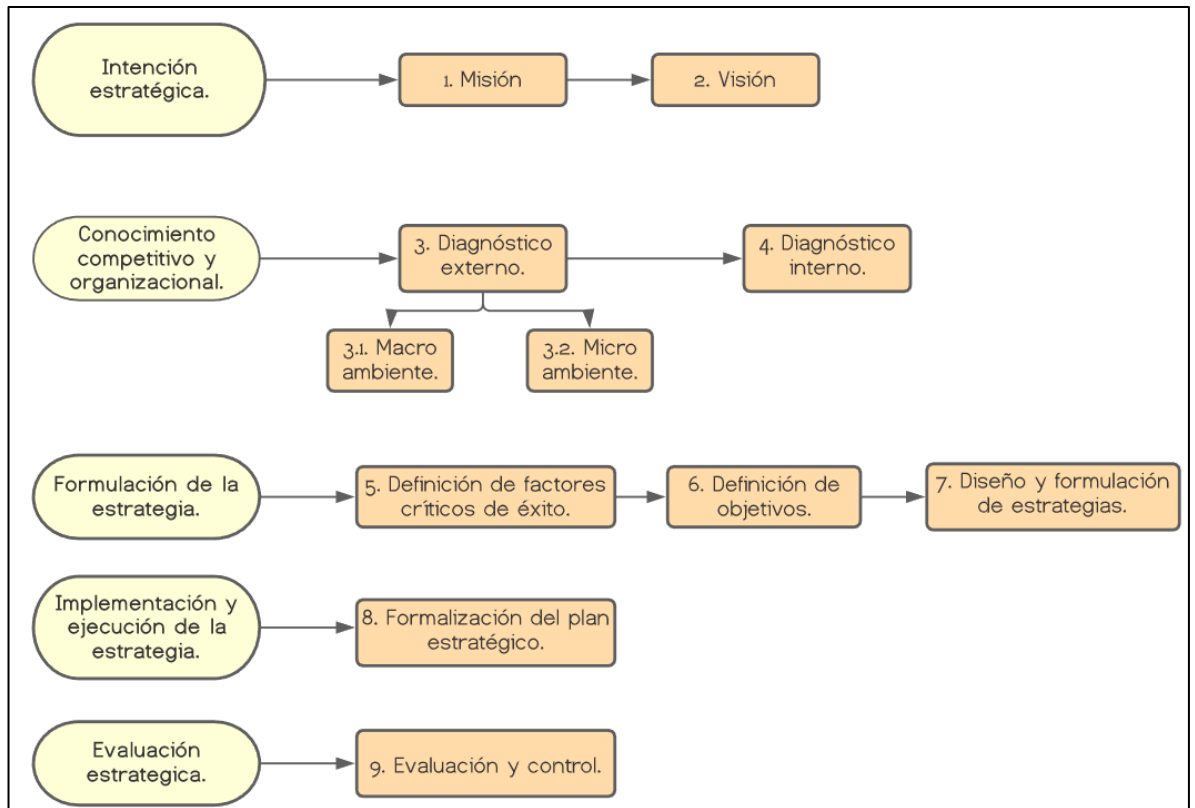 Intención
estratégica.
1. Misión
2. Visión
Conocimiento
competitivo y
organizacional.
3. Diagnóstico
externo.
4. Diagnóstico
interno.
3.1. Macro
ambiente.
3.2. Micro
ambiente.
Formulación de la
estrategia.
5. Definición de factores
críticos de éxito.
6. Definición de
objetivos.
7. Diseño y formulación
de estrategias.
Implementación y
ejecución de la
estrategia.
8. Formalización del plan
estratégico.
Evaluación
estrategica.
9. Evaluación y control.